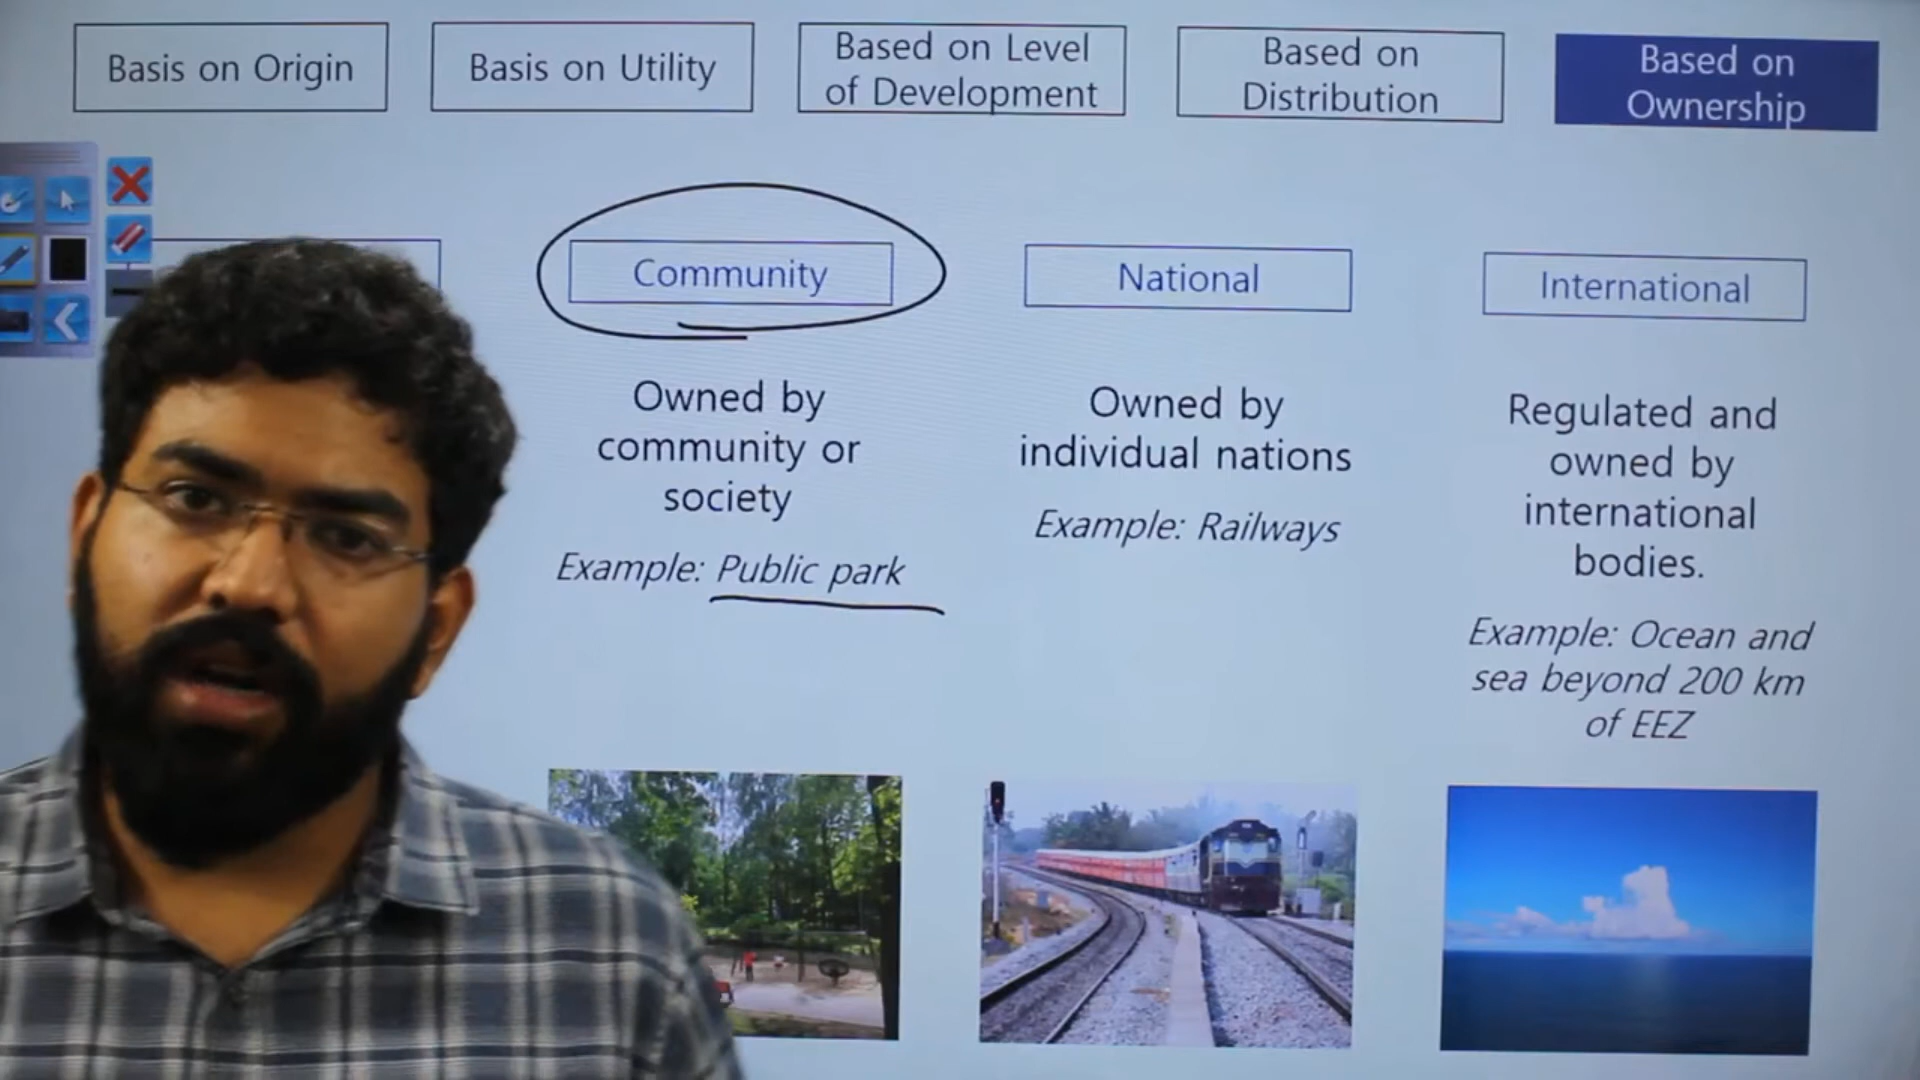 Basis on Origin
Basis on Utility
Based on Level
of Development
Based on
Distribution
Based on
Ownership
Community
National
International
Owned by
community or
society
Example: Public park
Owned by
individual nations
Example: Railways
Regulated and
owned by
international
bodies.
Example: Ocean and
sea beyond 200 km
of EEZ